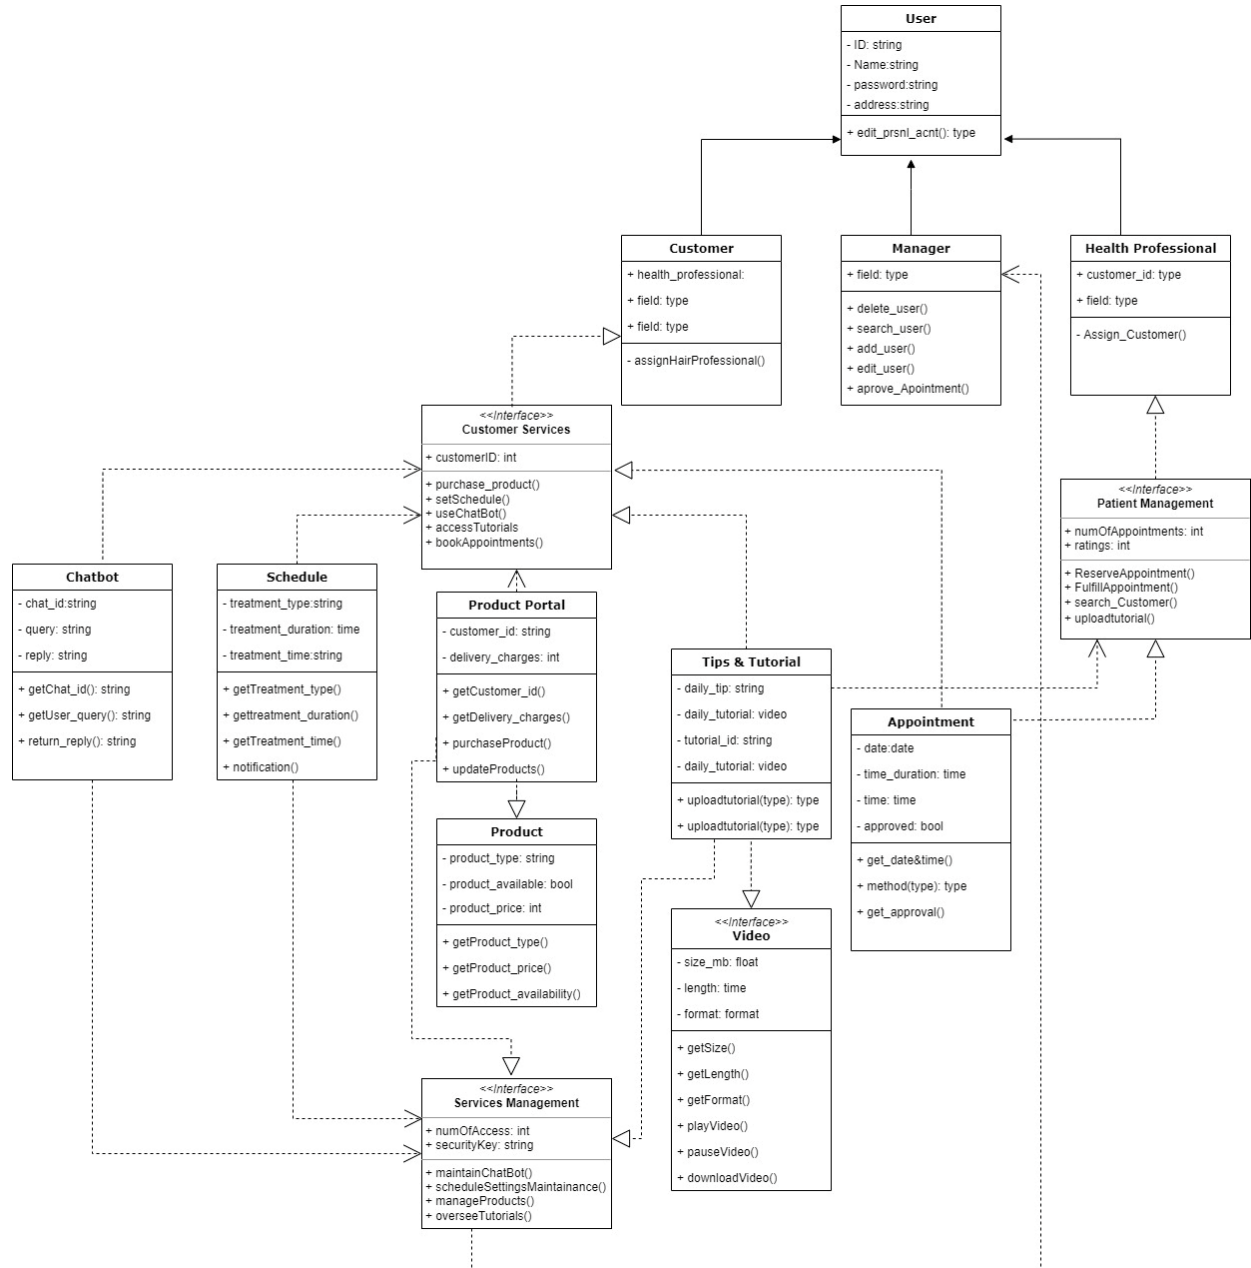 User
- ID: string
- Name:string
- password:string
- address:string
+ edit_prsnl_acnt(): type
Customer
+ health_professional:
+ field: type
+ field: type
- assignHairProfessional()
Manager
+ field: type
+ delete_user()
+ search_user()
+ add_user()
+ edit_user()
+ aprove_Apointment()
Health Professional
+ customer_id: type
+ field: type
- Assign_Customer()
<<Interface>>
Customer Services
+ customerID: int
+ purchase_product()
+ setSchedule()
+ useChatBot()
+ accessTutorials
+ bookAppointments()
<<Interface>>
Patient Management
+ numOfAppointments: int
+ ratings: int
+ ReserveAppointment()
+ FulfillAppointment()
+ search_Customer()
+ uploadtutorial()
Chatbot
- chat_id:string
- query: string
- reply: string
+ getChat_id(): string
+ getUser_query(): string
+ return_reply(): string
Schedule
- treatment_type:string
- treatment_duration: time
- treatment_time:string
+ getTreatment_type()
+ gettreatment_duration()
+ getTreatment_time()
+ notification()
Product Portal
- customer_id: string
- delivery_charges: int
+ getCustomer_id()
+ getDelivery_charges()
+ purchaseProduct()
+ updateProducts()
Tips & Tutorial
- daily_tip: string
- daily_tutorial: video
- tutorial_id: string
- daily_tutorial: video
+ uploadtutorial(type): type
+ uploadtutorial(type): type
Appointment
- date:date
- time_duration: time
- time: time
- approved: bool
+ get_date&time()
+ method(type): type
+ get_approval()
Product
- product_type: string
- product_available: bool
- product_price: int
+ getProduct_type()
+ getProduct_price()
+ getProduct_availability()
<<Interface>>
Video
- size_mb: float
- length: time
- format: format
+ getSize()
+ getLength()
+ getFormat()
+ playVideo()
+ pauseVideo()
+ downloadVideo()
<<Interface>>
Services Management
+ numOfAccess: int
+ securityKey: string
+ maintainChatBot()
+ scheduleSettingsMaintainance()
+ manageProducts()
+ overseeTutorials()